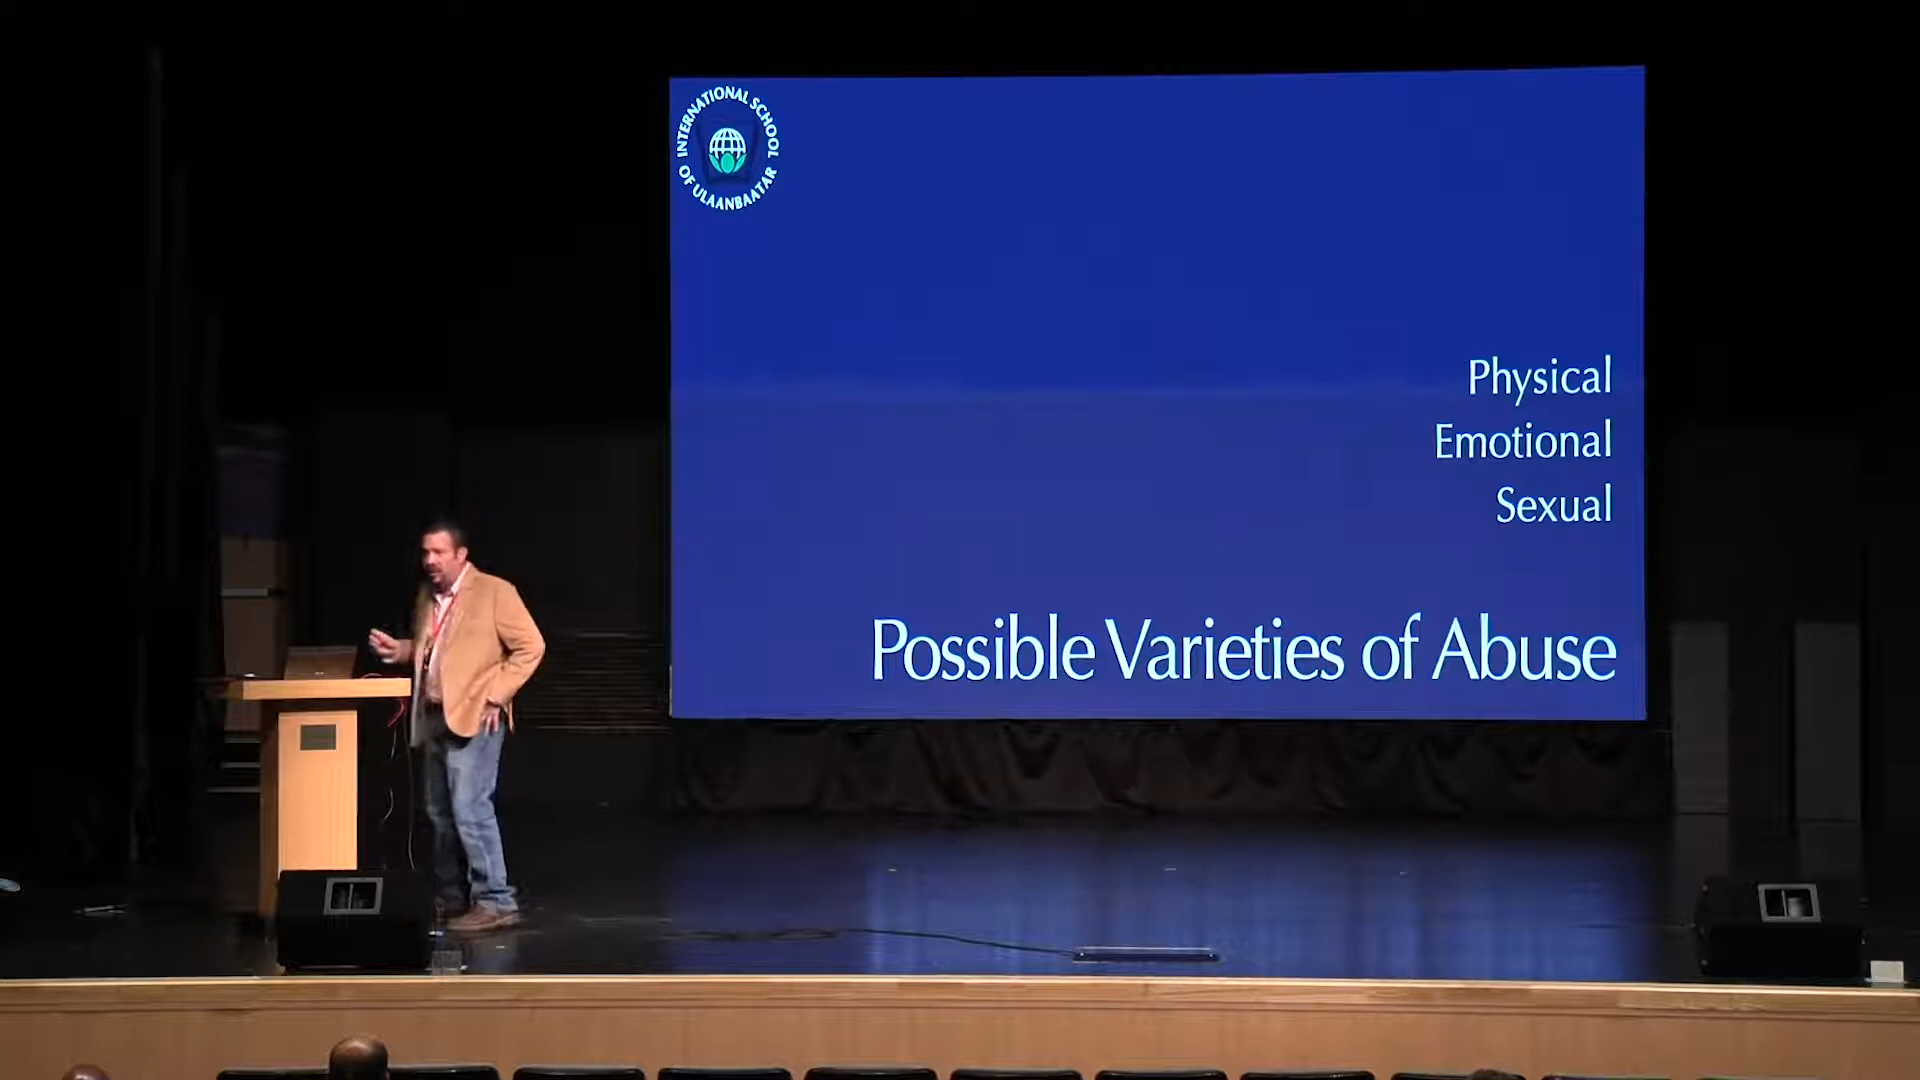 INTERNATIONAL SCHOOL
OF ULAANBAATAR
Physical
Emotional
Sexual
Possible Varieties of Abuse